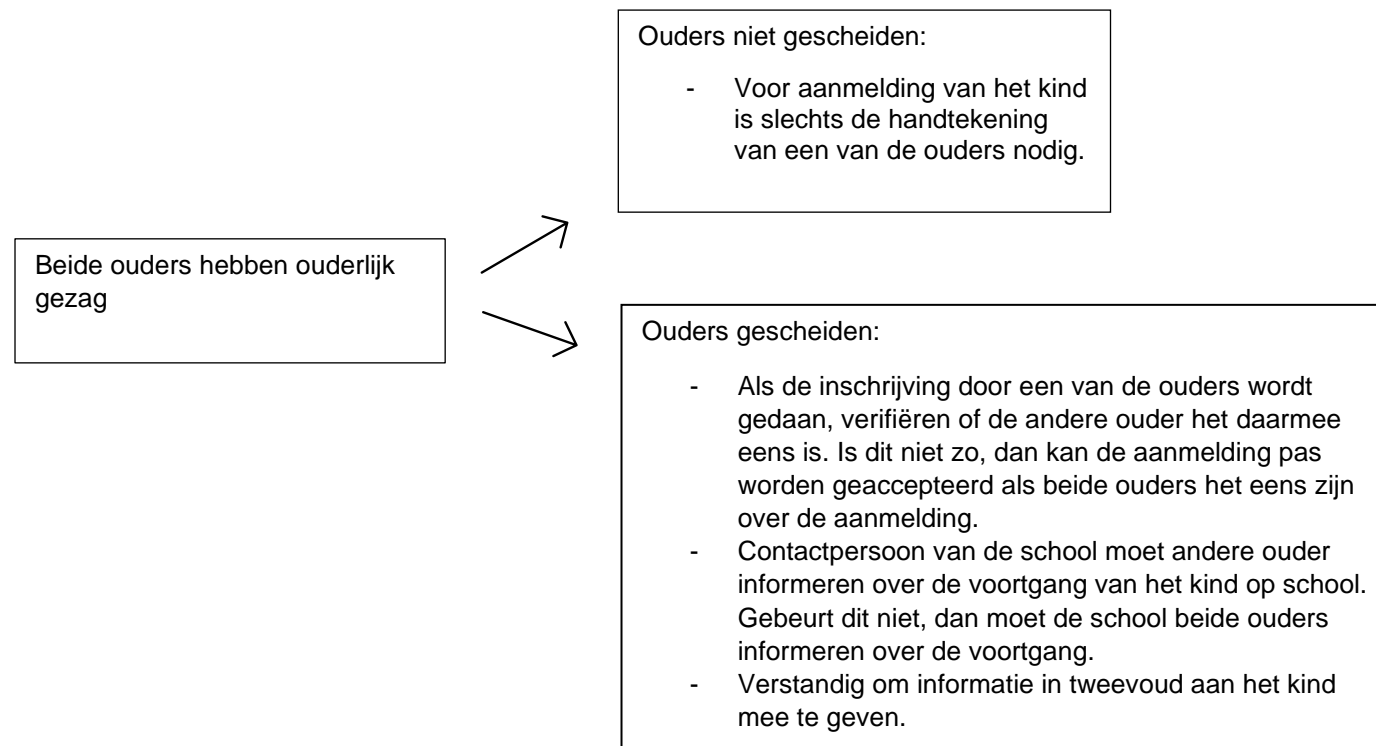 Ouders niet gescheiden:
- Voor aanmelding van het kind
is slechts de handtekening
van een van de ouders nodig.
Beide ouders hebben ouderlijk
gezag
Ouders gescheiden:
- Als de inschrijving door een van de ouders wordt
gedaan, verifiëren of de andere ouder het daarmee
eens is. Is dit niet zo, dan kan de aanmelding pas
worden geaccepteerd als beide ouders het eens zijn
over de aanmelding.
- Contactpersoon van de school moet andere ouder
informeren over de voortgang van het kind op school.
Gebeurt dit niet, dan moet de school beide ouders
informeren over de voortgang.
- Verstandig om informatie in tweevoud aan het kind
mee te geven.